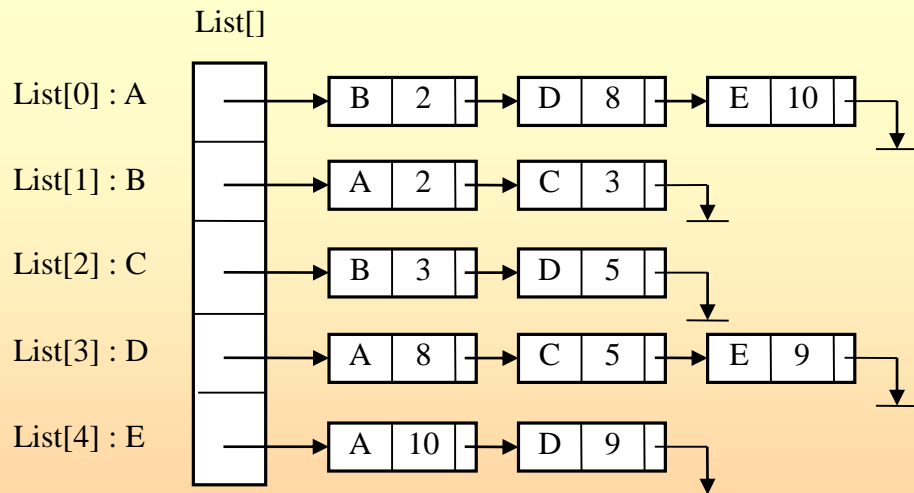 List[]
List[0] : A B 2 D 8 E 10
List[1] : B A 2 C 3
List[2] : C B 3 D 5
List[3] : D A 8 C 5 E 9
List[4] : E A 10 D 9